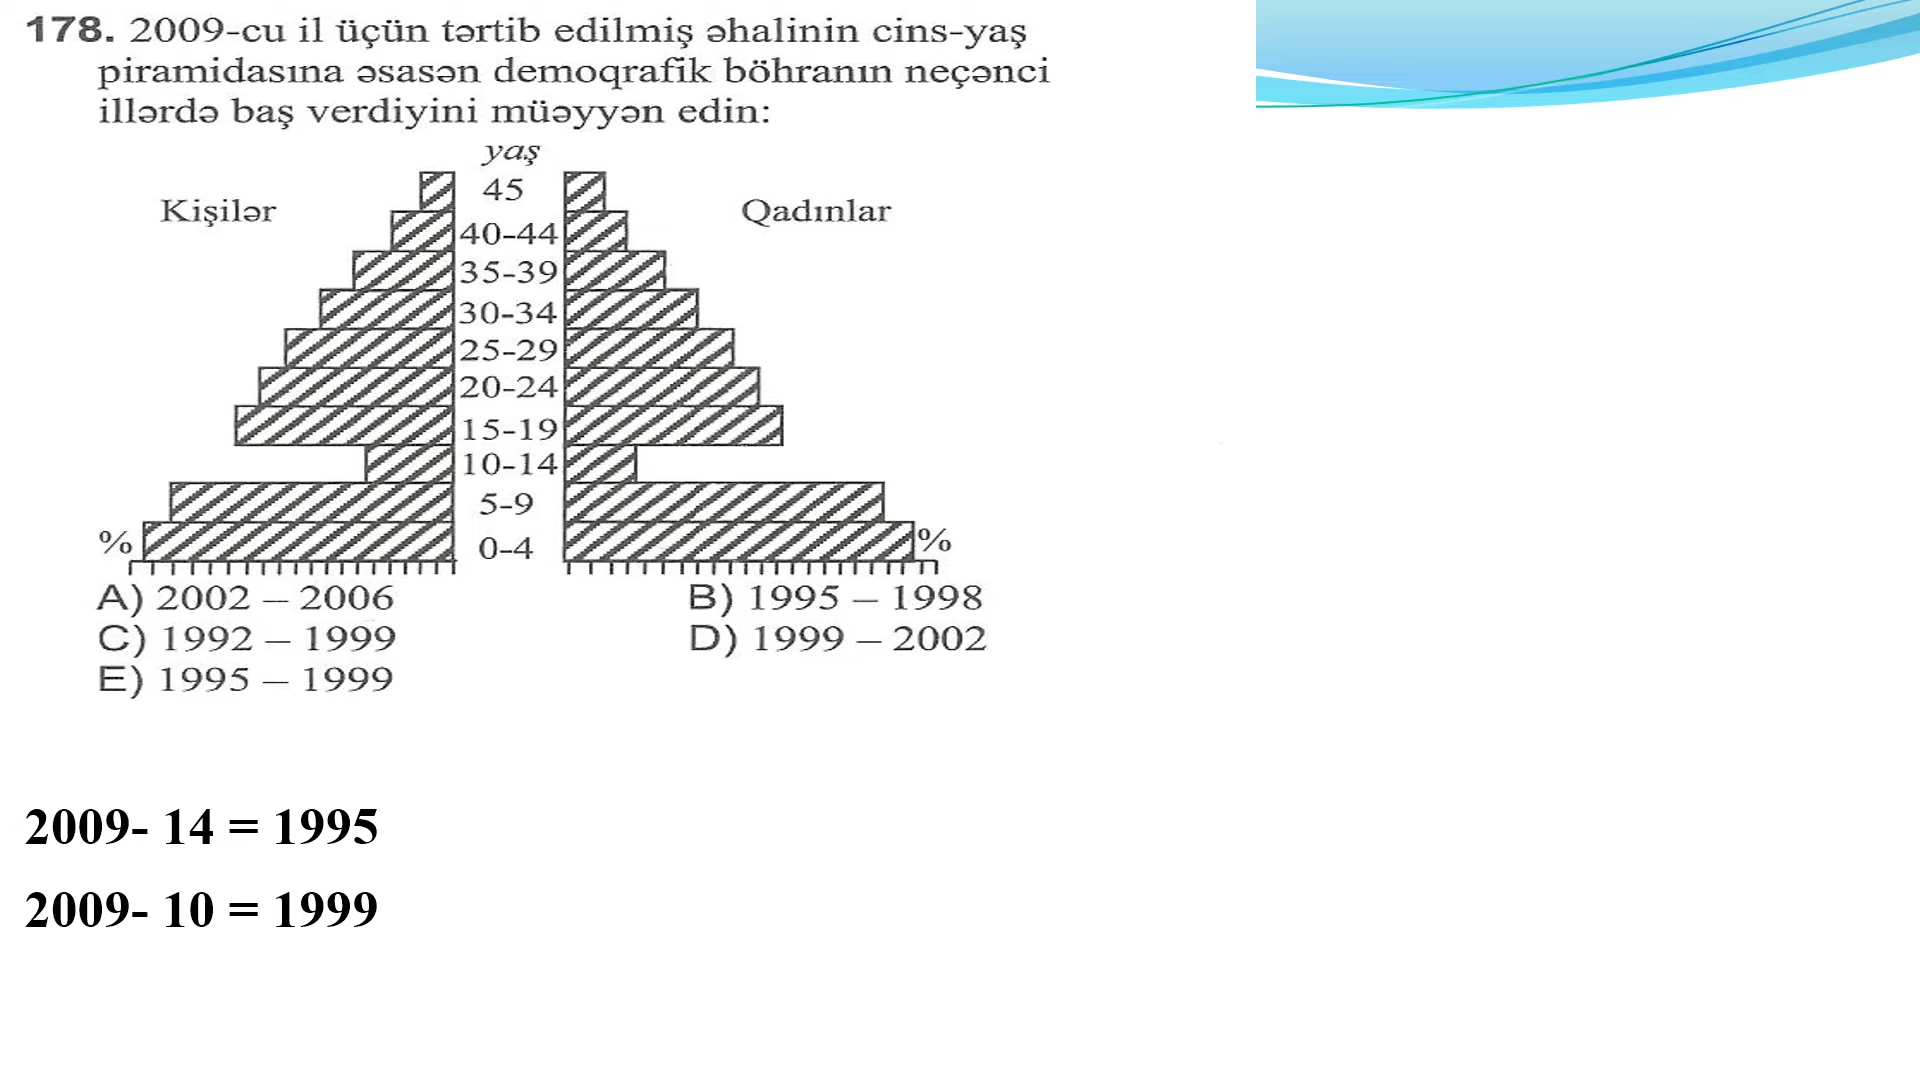 178. 2009-cu il üçün tərtib edilmiş əhalinin cins-yaş
piramidasına əsasən demoqrafik böhranın neçənci
illərdə baş verdiyini müəyyən edin:
yaş
45
Kişilər
Qadınlar
40-44
35-39
30-34
25-29
20-24
15-19
10-14
5-9
% 0-4 %
A) 2002 – 2006 B) 1995 – 1998
C) 1992 – 1999 D) 1999 – 2002
E) 1995 – 1999
2009- 14 = 1995
2009- 10 = 1999